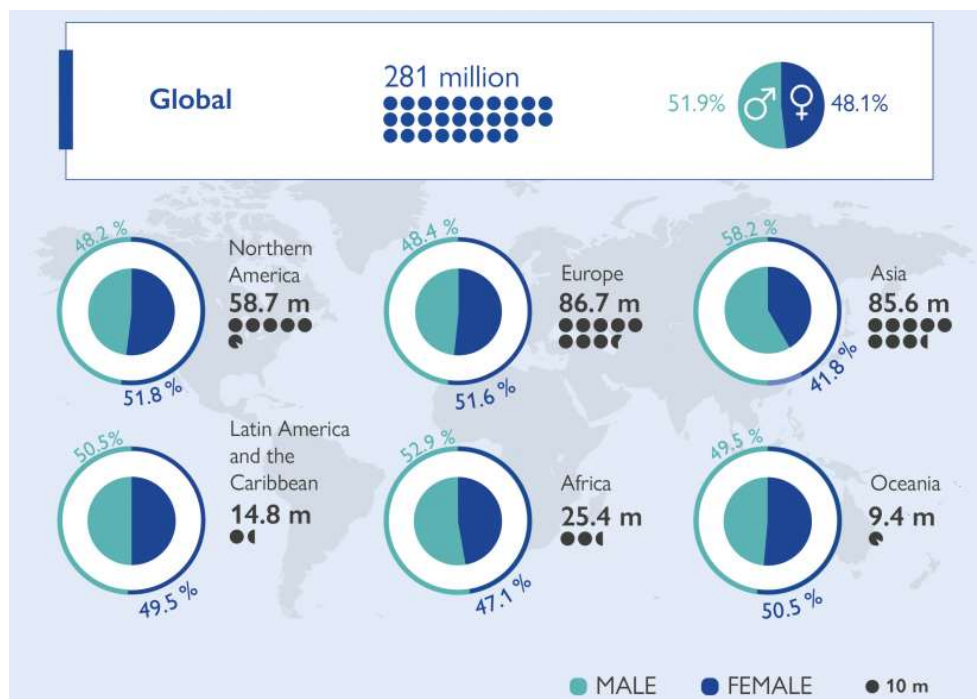 281 million
Global
51.9%
48.1%
48.2 %
Northern
America
58.7 m
51.8 %
48.4 %
Europe
86.7 m
51.6 %
58.2 %
Asia
85.6 m
41.8 %
50.5%
Latin America
and the
Caribbean
14.8 m
49.5 %
52.9 %
Africa
25.4 m
47.1 %
49.5 %
Oceania
9.4 m
50.5 %
MALE
FEMALE
10 m